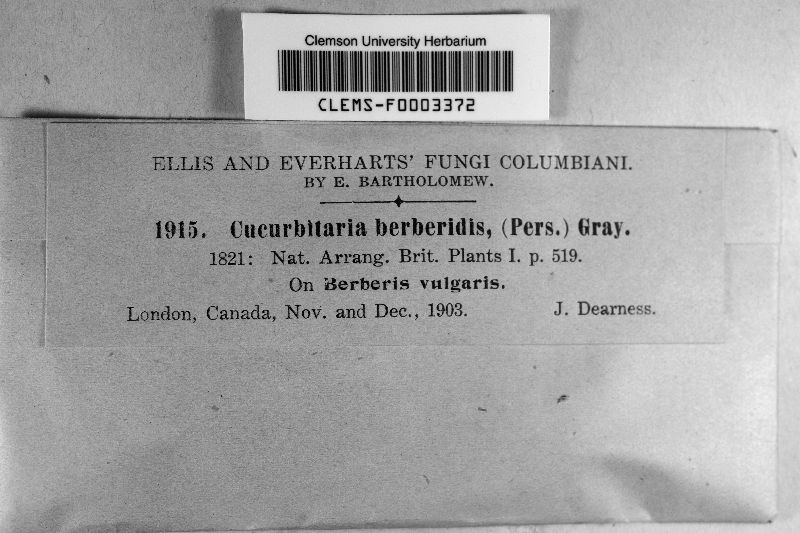 Clemson University Herbarium
CLEMS-F0003372
ELLIS AND EVERHARTS' FUNGI COLUMBIANI.
BY E. BARTHOLOMEW.
1915. Cucurbitaria berberidis, (Pers.) Gray.
1821: Nat. Arrang. Brit. Plants I. p. 519.
On Berberis vulgaris.
London, Canada, Nov. and Dec., 1903. J. Dearness.